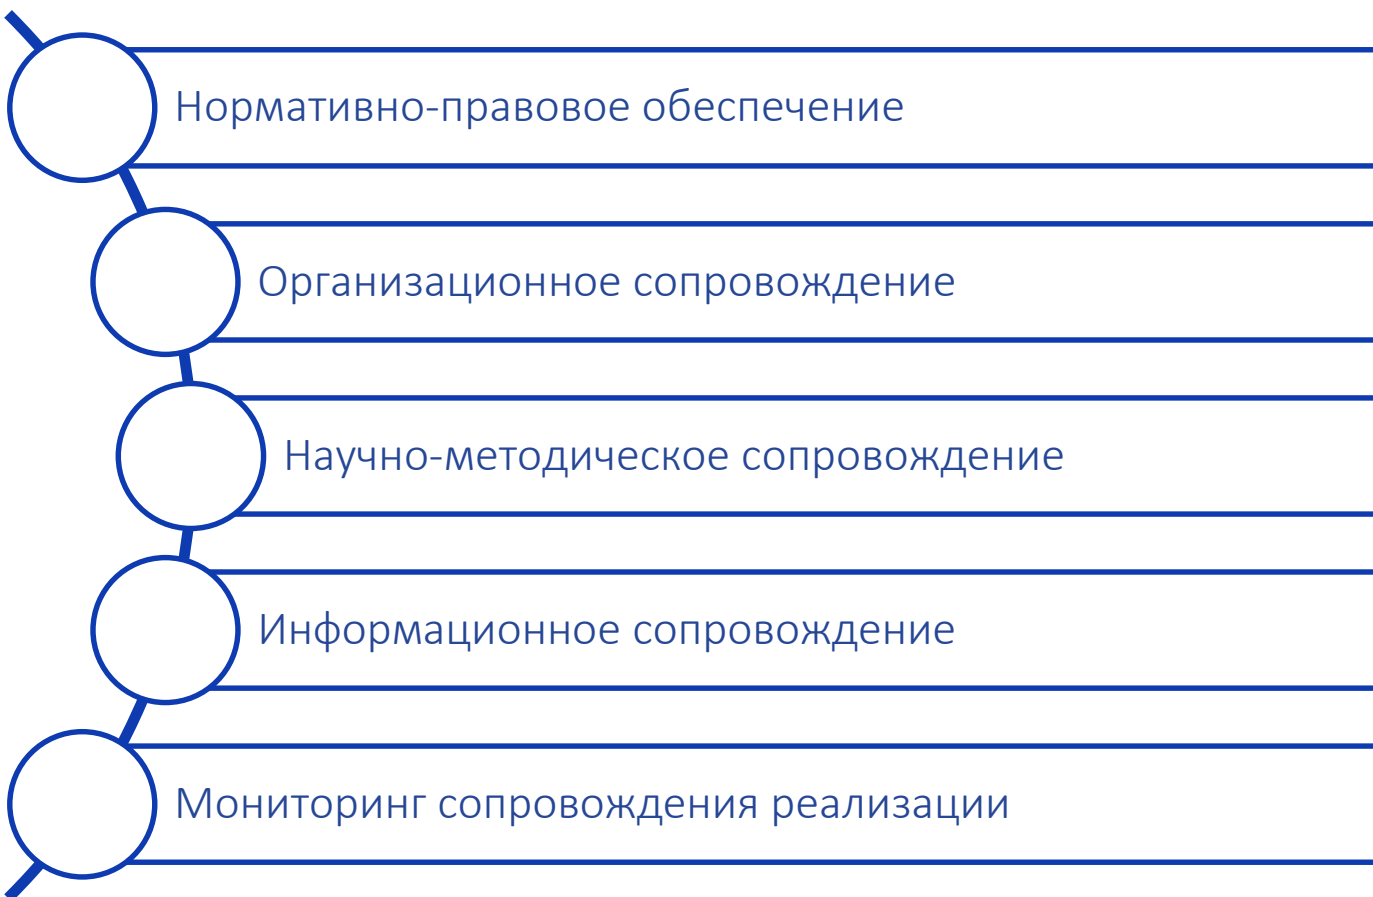 Нормативно-правовое обеспечение
Организационное сопровождение
Научно-методическое сопровождение
Информационное сопровождение
Мониторинг сопровождения реализации